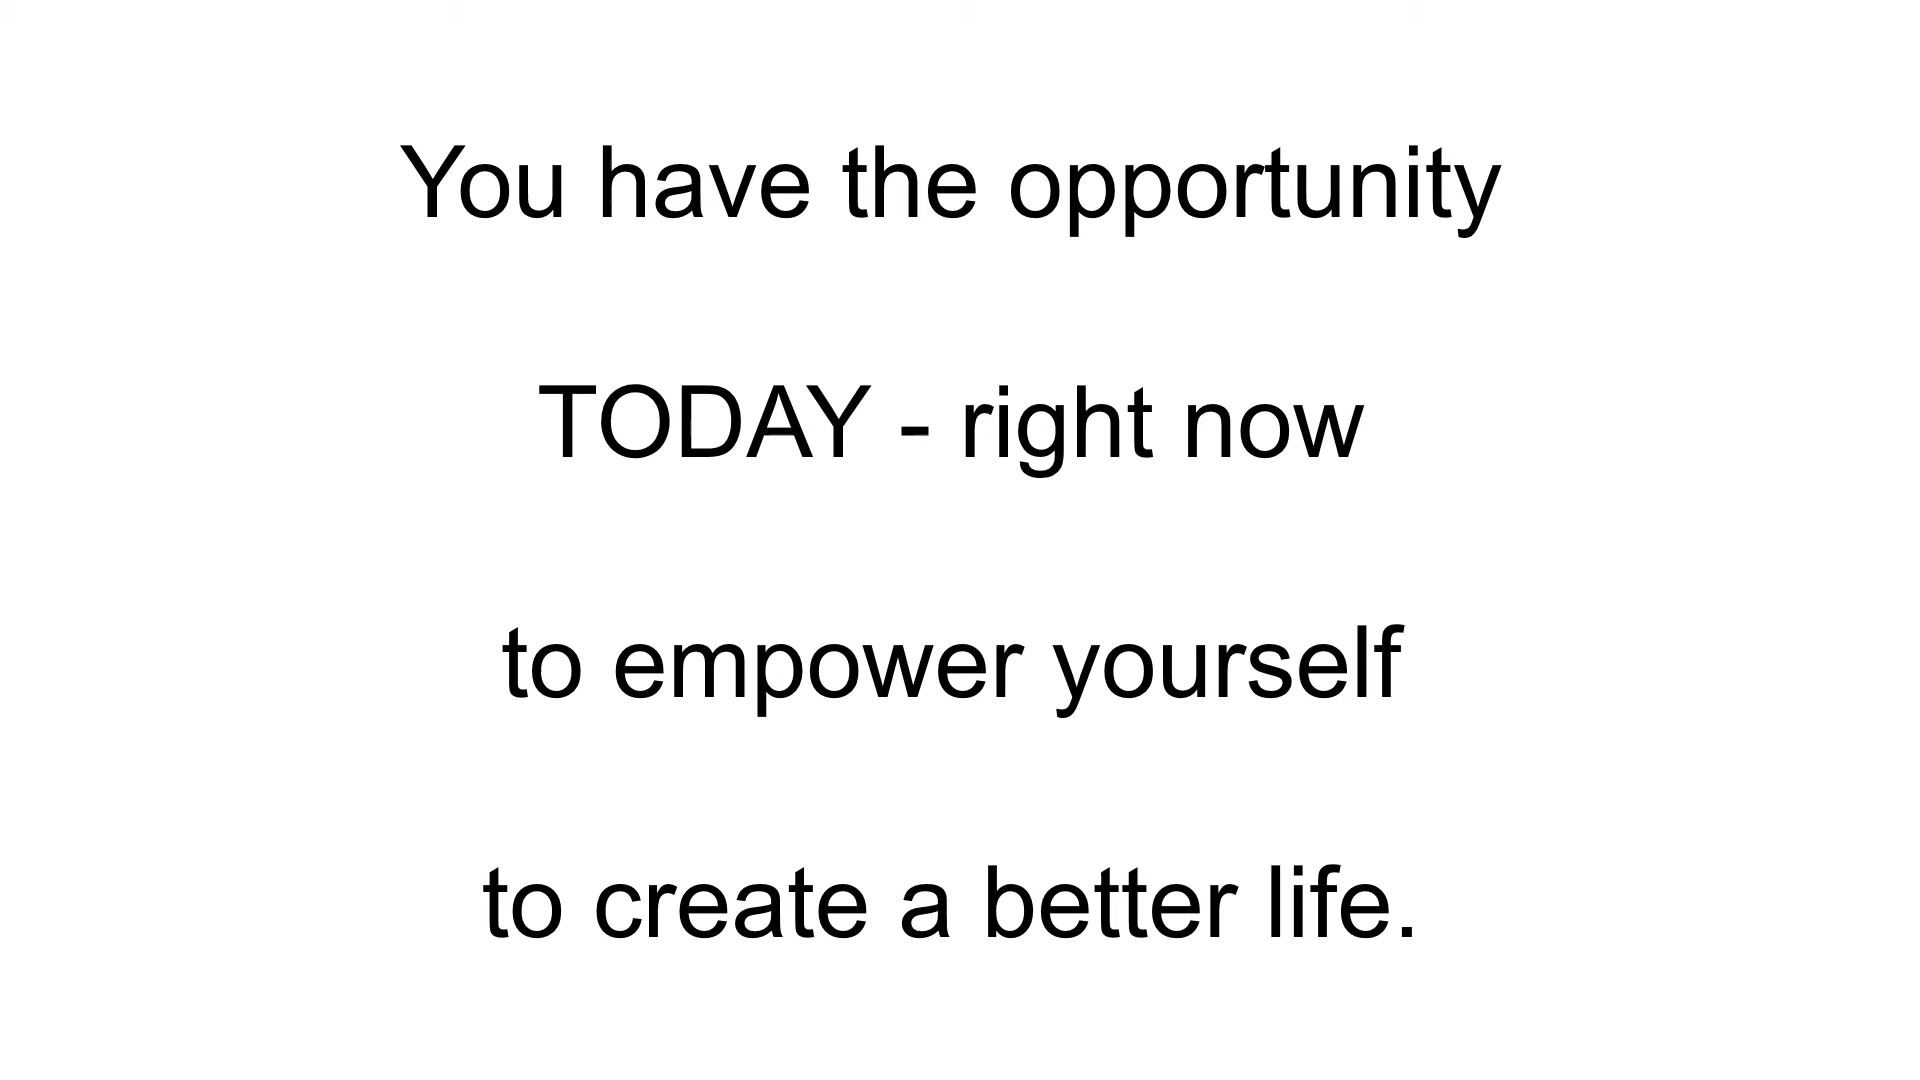 You have the opportunity
TODAY - right now
to empower yourself
to create a better life.